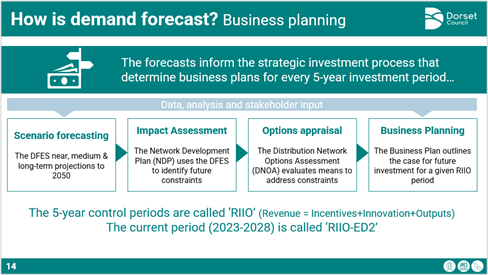 How is demand forecast? Business planning
Dorset
Council
The forecasts inform the strategic investment process that
determine business plans for every 5-year investment period...
Data, analysis and stakeholder input
Scenario forecasting
The DFES near, medium &
long-term projections to
2050
Impact Assessment
The Network Development
Plan (NDP) uses the DFES
to identify future
constraints
Options appraisal
The Distribution Network
Options Assessment
(DNOA) evaluates means to
address constraints
Business Planning
The Business Plan outlines
the case for future
investment for a given RIIO
period
The 5-year control periods are called ‘RIIO’ (Revenue = Incentives+Innovation+Outputs)
The current period (2023-2028) is called ‘RIIO-ED2’
14